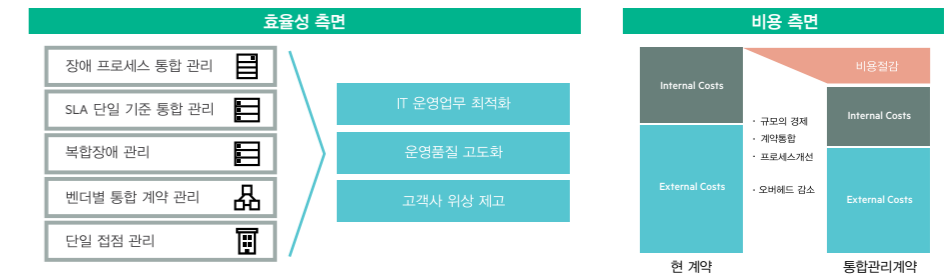 효율성 측면
장애 프로세스 통합 관리
SLA 단일 기준 통합 관리
복합장애 관리
벤더별 통합 계약 관리
단일 접점 관리
IT 운영업무 최적화
운영품질 고도화
고객사 위상 제고
비용 측면
Internal Costs
External Costs
현 계약
· 규모의 경제
· 계약통합
· 프로세스개선
· 오버헤드 감소
비용절감
Internal Costs
External Costs
통합관리계약